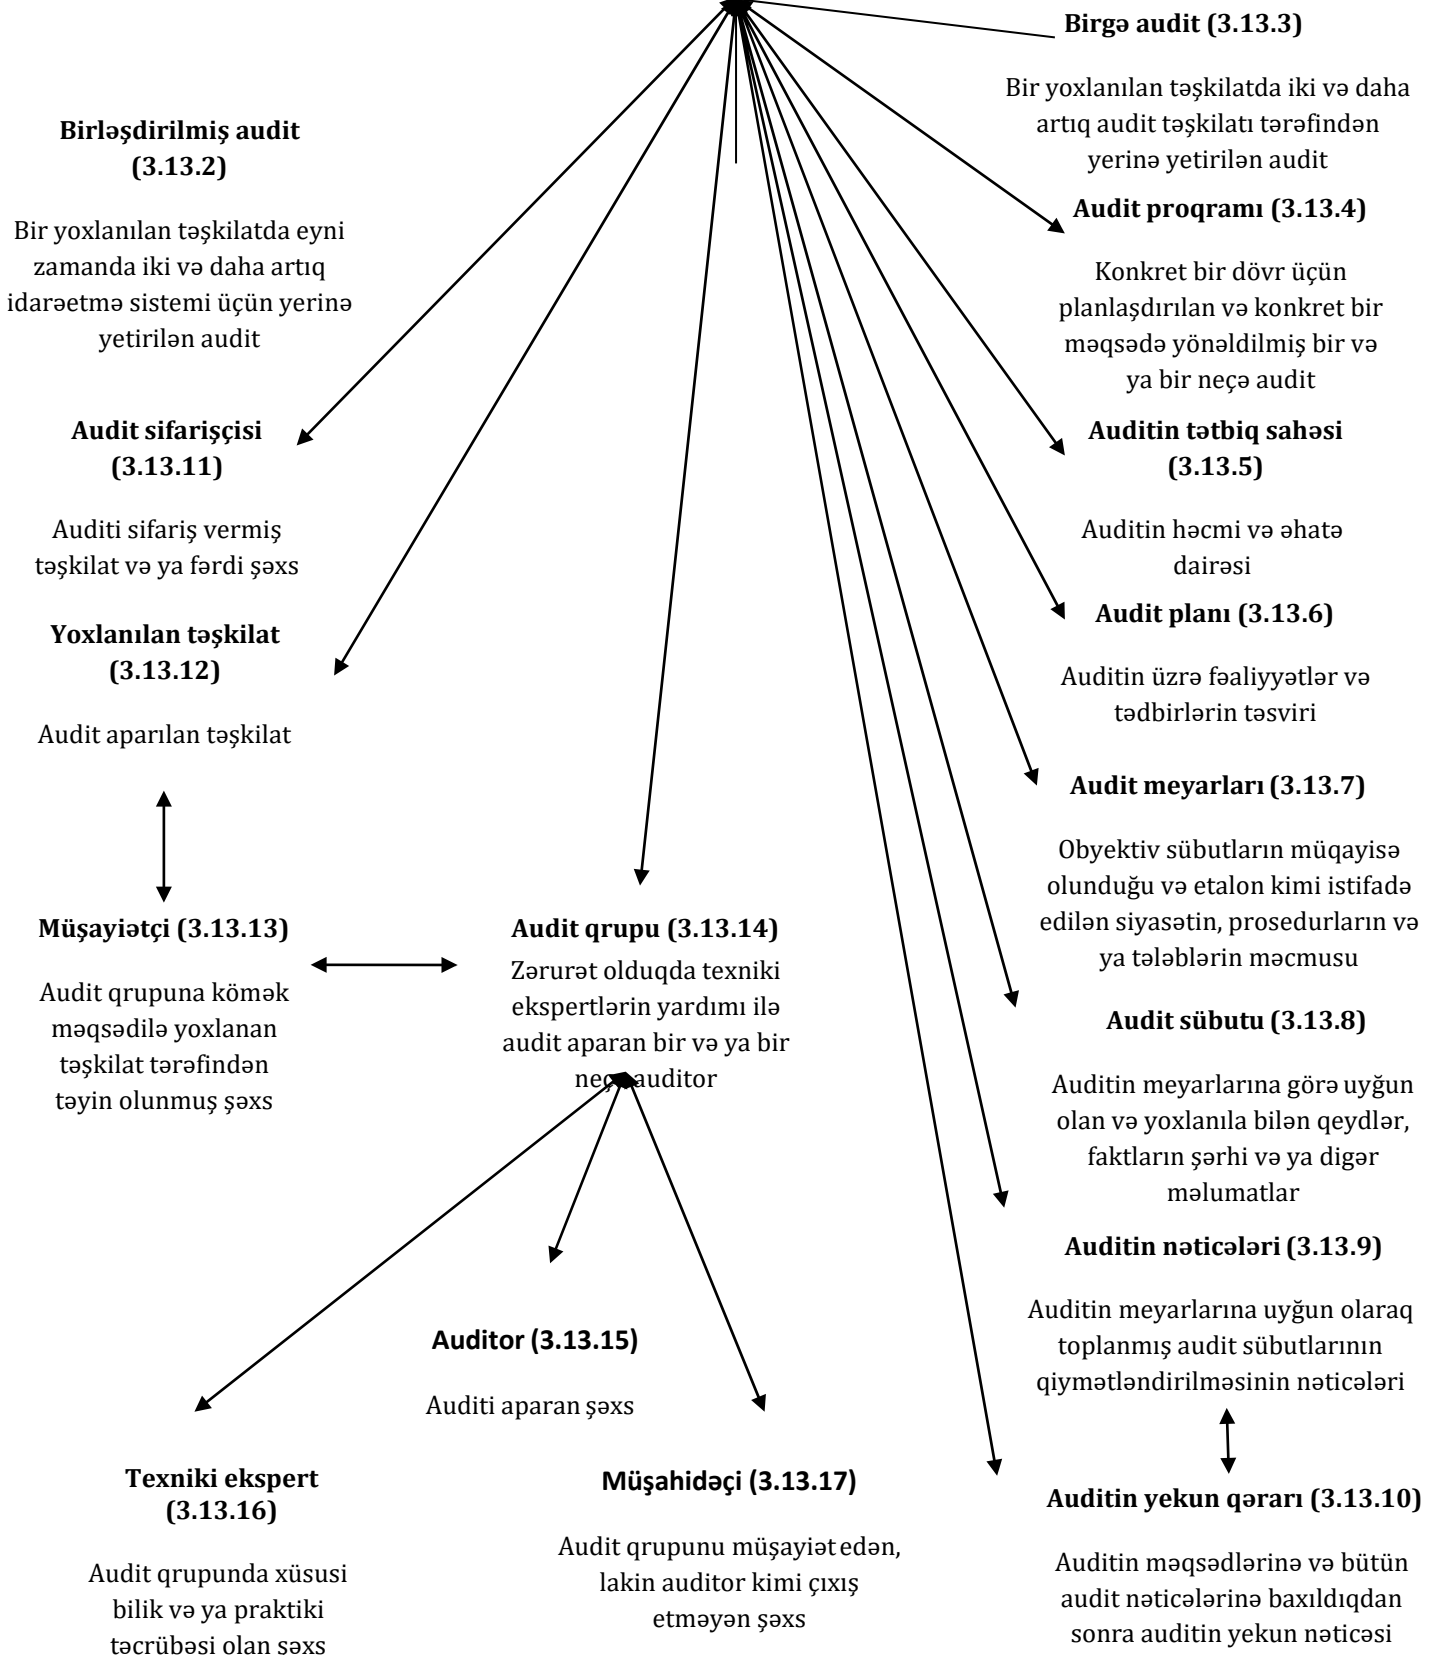 Birgə audit (3.13.3)
Bir yoxlanılan təşkilatda iki və daha
artıq audit təşkilatı tərəfindən
yerinə yetirilən audit
Birləşdirilmiş audit
(3.13.2)
Bir yoxlanılan təşkilatda eyni
zamanda iki və daha artıq
idarəetmə sistemi üçün yerinə
yetirilən audit
Audit proqramı (3.13.4)
Konkret bir dövr üçün
planlaşdırılan və konkret bir
məqsədə yönəldilmiş bir və
ya bir neçə audit
Audit sifarişçisi
(3.13.11)
Auditi sifariş vermiş
təşkilat və ya fərdi şəxs
Auditin tətbiq sahəsi
(3.13.5)
Auditin həcmi və əhatə
dairəsi
Yoxlanılan təşkilat
(3.13.12)
Audit aparılan təşkilat
Audit planı (3.13.6)
Auditin üzrə fəaliyyətlər və
tədbirlərin təsviri
Audit meyarları (3.13.7)
Obyektiv sübutların müqayisə
olunduğu və etalon kimi istifadə
edilən siyasətin, prosedurların və
ya tələblərin məcmusu
Müşayiətçi (3.13.13)
Audit qrupuna kömək
məqsədilə yoxlanan
təşkilat tərəfindən
təyin olunmuş şəxs
Audit qrupu (3.13.14)
Zərurət olduqda texniki
ekspertlərin yardımı ilə
audit aparan bir və ya bir
neçə auditor
Audit sübutu (3.13.8)
Auditin meyarlarına görə uyğun
olan və yoxlanıla bilən qeydlər,
faktların şərhi və ya digər
məlumatlar
Auditin nəticələri (3.13.9)
Auditin meyarlarına uyğun olaraq
toplanmış audit sübutlarının
qiymətləndirilməsinin nəticələri
Auditor (3.13.15)
Auditi aparan şəxs
Texniki ekspert
(3.13.16)
Audit qrupunda xüsusi
bilik və ya praktiki
təcrübəsi olan səxs
Müşahidəçi (3.13.17)
Audit qrupunu müşayiət edən,
lakin auditor kimi çıxış
etməyən şəxs
Auditin yekun qərarı (3.13.10)
Auditin məqsədlərinə və bütün
audit nəticələrinə baxıldıqdan
sonra auditin yekun nəticəsi